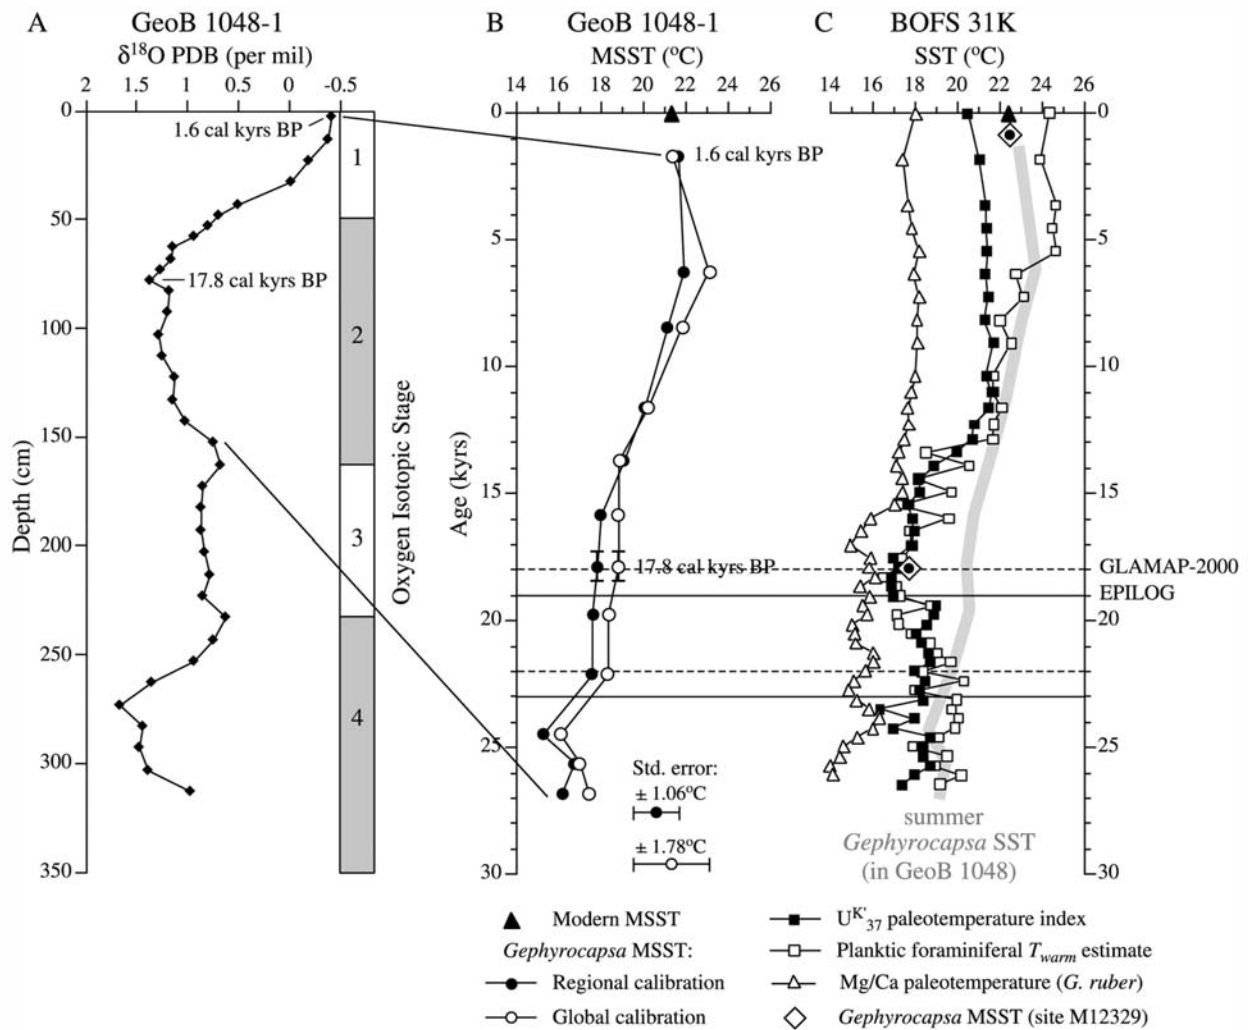 A GeoB 1048-1
δ18O PDB (per mil)
2 1.5 1 0.5 0 -0.5
0
50
100
150
200
250
300
350
Depth (cm)
1.6 cal kyrs BP
17.8 cal kyrs BP
1
2
3
4
Oxygen Isotopic Stage
B GeoB 1048-1
MSST (ºC)
14 16 18 20 22 24 26
0
5
10
15
20
25
30
Age (kyrs)
1.6 cal kyrs BP
17.8 cal kyrs BP
Std. error:
± 1.06ºC
± 1.78ºC
C BOFS 31K
SST (ºC)
14 16 18 20 22 24 26
0
5
10
15
GLAMAP-2000
EPILOG
20
25
30
summer
Gephyrocapsa SST
(in GeoB 1048)
Modern MSST
Gephyrocapsa MSST:
Regional calibration
Global calibration
UK'37 paleotemperature index
Planktic foraminiferal Twarm estimate
Mg/Ca paleotemperature (G. ruber)
Gephyrocapsa MSST (site M12329)